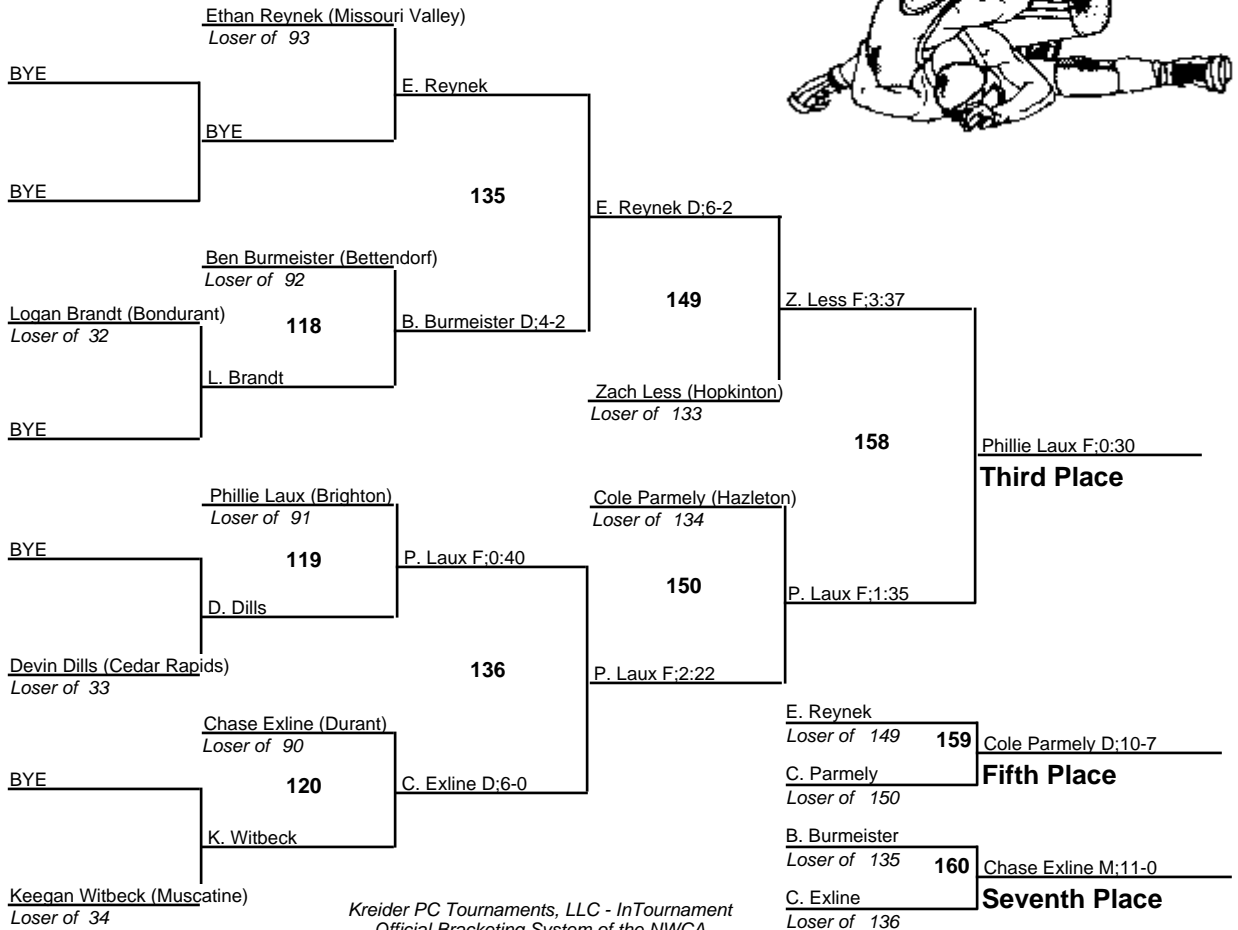 Ethan Reynek (Missouri Valley)
Loser of 93
BYE
E. Reynek
BYE
BYE
135
E. Reynek D;6-2
Ben Burmeister (Bettendorf)
Loser of 92
Logan Brandt (Bondurant)
Loser of 32
118
B. Burmeister D;4-2
149
Z. Less F;3:37
L. Brandt
Zach Less (Hopkinton)
Loser of 133
BYE
158
Phillie Laux F;0:30
Third Place
Phillie Laux (Brighton)
Loser of 91
Cole Parmely (Hazleton)
Loser of 134
BYE
119
P. Laux F;0:40
150
P. Laux F;1:35
D. Dills
Devin Dills (Cedar Rapids)
Loser of 33
136
P. Laux F;2:22
Chase Exline (Durant)
Loser of 90
E. Reynek
Loser of 149
159
Cole Parmely D;10-7
Fifth Place
C. Parmely
Loser of 150
BYE
120
C. Exline D;6-0
K. Witbeck
B. Burmeister
Loser of 135
160
Chase Exline M;11-0
Seventh Place
C. Exline
Loser of 136
Keegan Witbeck (Muscatine)
Loser of 34
Kreider PC Tournaments, LLC - InTournament
Official Bracketing System of the NWCA